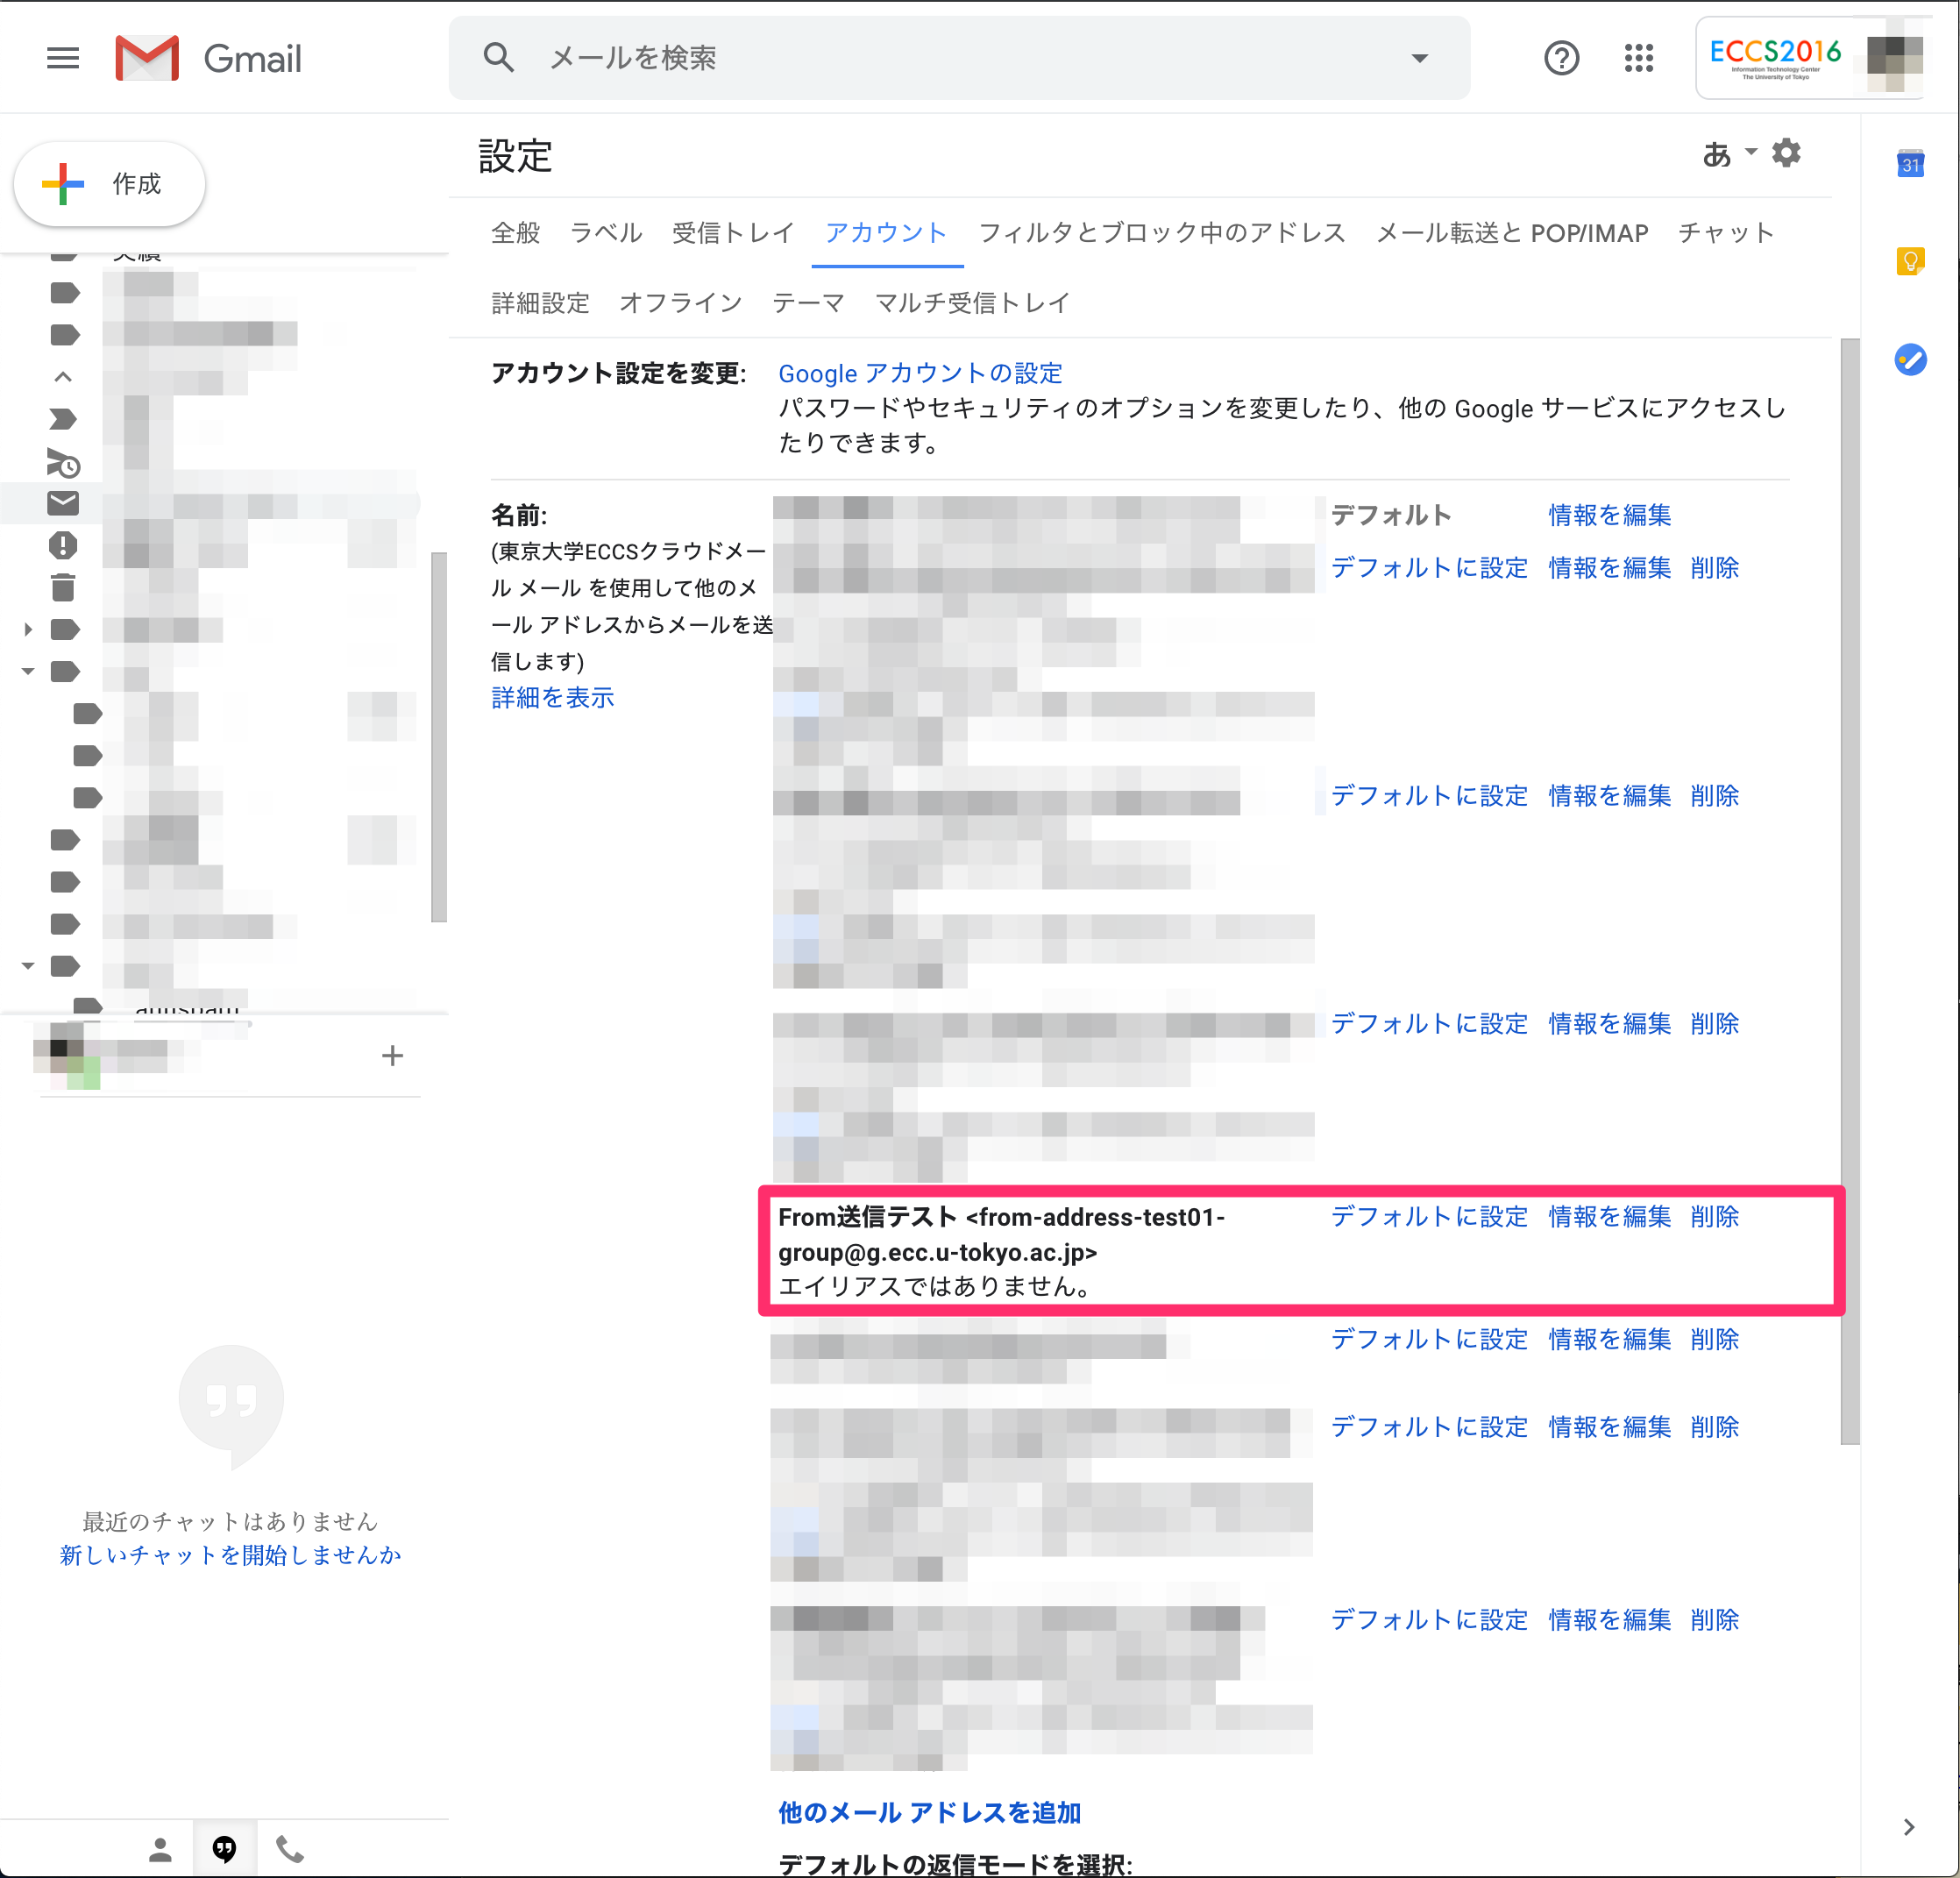 Gmail
メールを検索
ECCS2016
Information Technology Center
The University of Tokyo
作成
設定
あ
31
全般 ラベル 受信トレイ アカウント フィルタとブロック中のアドレス メール転送と POP/IMAP チャット
詳細設定 オフライン テーマ マルチ受信トレイ
アカウント設定を変更: Google アカウントの設定
パスワードやセキュリティのオプションを変更したり、他の Google サービスにアクセスし
たりできます。
名前:
(東京大学ECCSクラウドメー
ル メール を使用して他のメ
ール アドレスからメールを送
信します)
詳細を表示
デフォルト 情報を編集
デフォルトに設定 情報を編集 削除
デフォルトに設定 情報を編集 削除
デフォルトに設定 情報を編集 削除
From送信テスト <from-address-test01-
group@g.ecc.u-tokyo.ac.jp>
エイリアスではありません。
デフォルトに設定 情報を編集 削除
デフォルトに設定 情報を編集 削除
デフォルトに設定 情報を編集 削除
デフォルトに設定 情報を編集 削除
他のメール アドレスを追加
デフォルトの返信モードを選択:
最近のチャットはありません
新しいチャットを開始しませんか